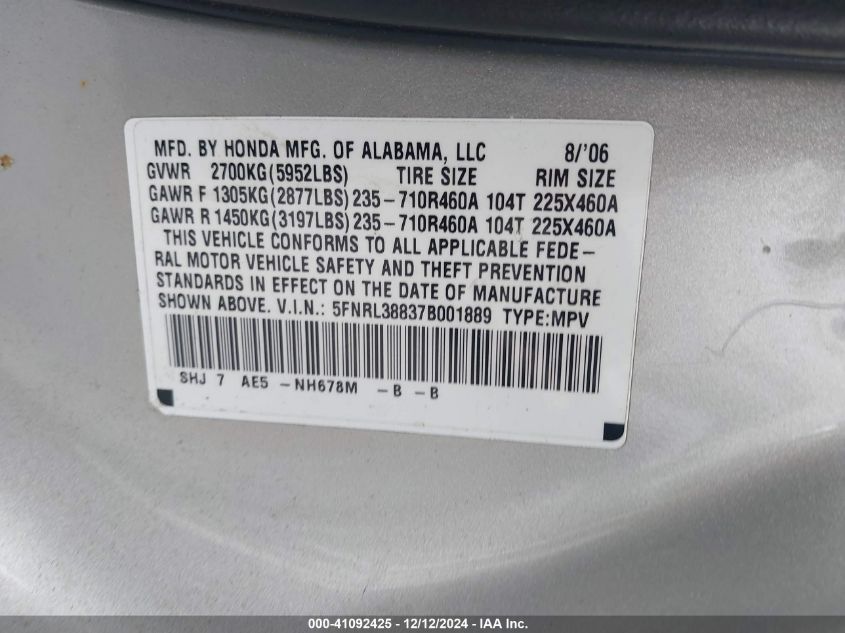 MFD. BY HONDA MFG. OF ALABAMA, LLC 8/'06
GVWR 2700KG(5952LBS) TIRE SIZE RIM SIZE
GAWR F 1305KG(2877LBS) 235-710R460A 104T 225X460A
GAWR R 1450KG(3197LBS) 235-710R460A 104T 225X460A
THIS VEHICLE CONFORMS TO ALL APPLICABLE FEDE-
RAL MOTOR VEHICLE SAFETY AND THEFT PREVENTION
STANDARDS IN EFFECT ON THE DATE OF MANUFACTURE
SHOWN ABOVE. V.I.N.: 5FNRL38837B001889 TYPE:MPV
SHJ 7 AE5 -NH678M -B -B
000-41092425 - 12/12/2024 - IAA Inc.